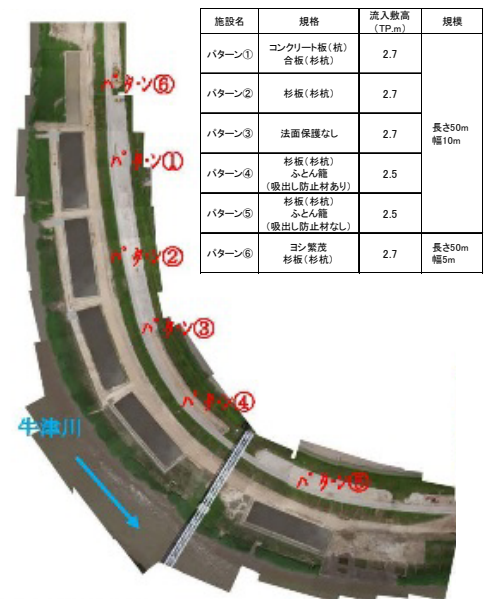 施設名 規格 流入敷高
(TP.m) 規模
パターン① コンクリート板(杭)
合板(杉杭) 2.7
パターン② 杉板(杉杭) 2.7
パターン③ 法面保護なし 2.7
長さ50m
幅10m
パターン④ 杉板(杉杭)
ふとん籠
(吸出し防止材あり) 2.5
パターン⑤ 杉板(杉杭)
ふとん籠
(吸出し防止材なし) 2.5
パターン⑥ ヨシ繁茂
杉板(杉杭) 2.7 長さ50m
幅5m
パターン⑥
パターン①
パターン②
パターン③
パターン④
パターン⑤
牛津川